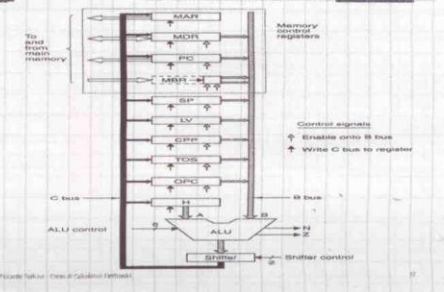 MAR
To
and
from
main
memory
MDR
PC
MBR
Memory
control
registers
SP
LV
CPP
TOS
OPC
H
Control signals
Enable onto B bus
Write C bus to register
C bus
B bus
A
B
ALU control
6
ALU
N
Z
Shifter
Shifter control
2